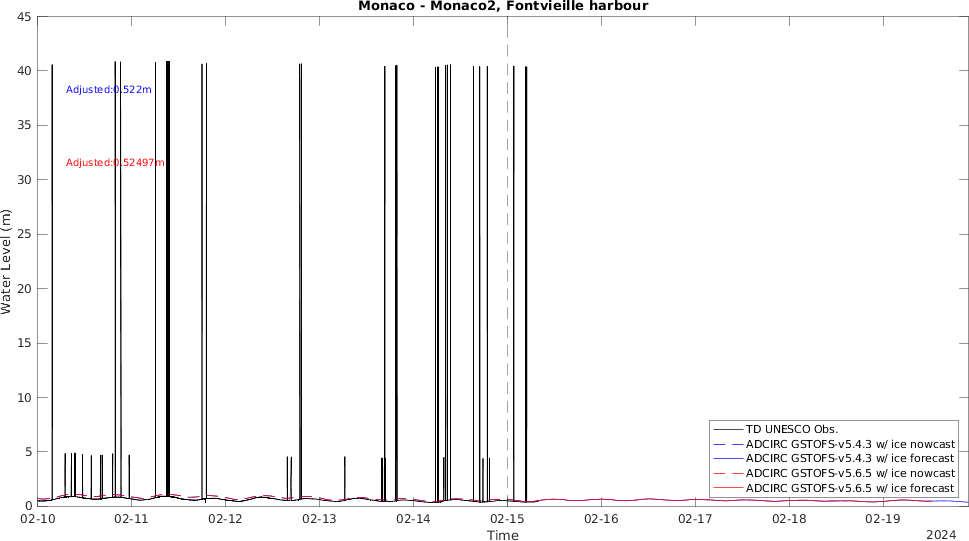 Monaco - Monaco2, Fontvieille harbour
45
40
35
30
25
20
15
10
5
0
Water Level (m)
Adjusted:0.522m
Adjusted:0.52497m
TD UNESCO Obs.
ADCIRC GSTOFS-v5.4.3 w/ ice nowcast
ADCIRC GSTOFS-v5.4.3 w/ ice forecast
ADCIRC GSTOFS-v5.6.5 w/ ice nowcast
ADCIRC GSTOFS-v5.6.5 w/ ice forecast
02-10 02-11 02-12 02-13 02-14 02-15 02-16 02-17 02-18 02-19
Time
2024